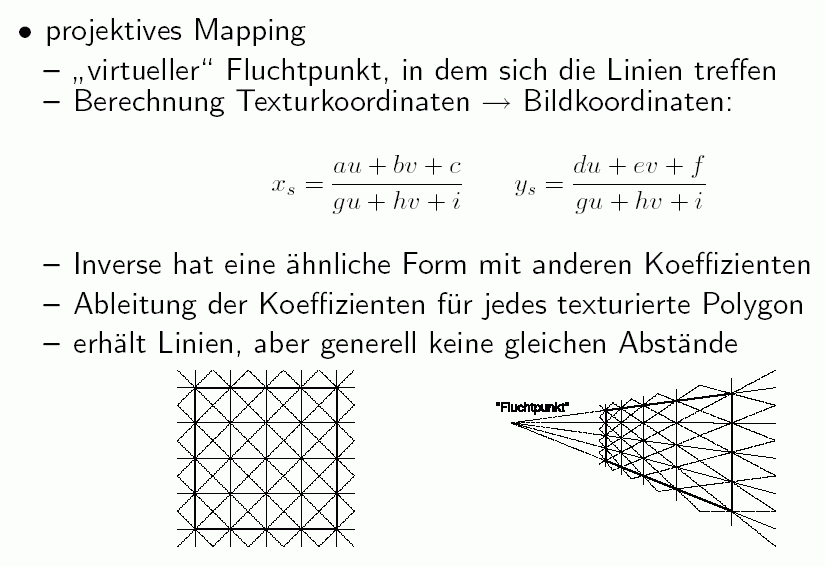 • projektives Mapping
– „virtueller“ Fluchtpunkt, in dem sich die Linien treffen
– Berechnung Texturkoordinaten → Bildkoordinaten:
x_s = \frac{au + bv + c}{gu + hv + i} y_s = \frac{du + ev + f}{gu + hv + i}
– Inverse hat eine ähnliche Form mit anderen Koeffizienten
– Ableitung der Koeffizienten für jedes texturierte Polygon
– erhält Linien, aber generell keine gleichen Abstände
"Fluchtpunkt"